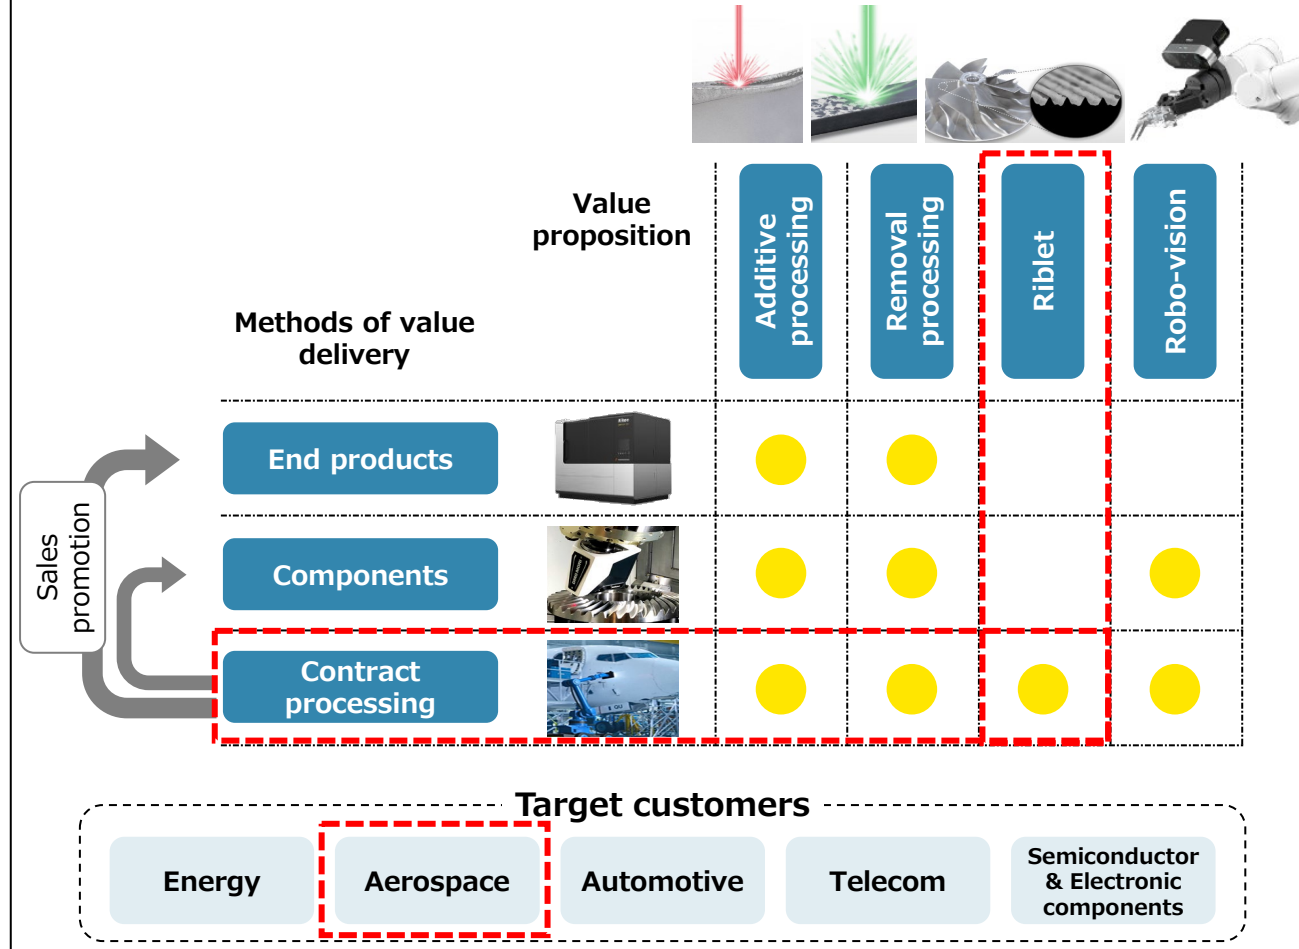 Value
proposition
Additive
processing
Removal
processing
Riblet
Robo-vision
Methods of value
delivery
End products
Components
Contract
processing
Sales
promotion
Target customers
Energy
Aerospace
Automotive
Telecom
Semiconductor
& Electronic
components